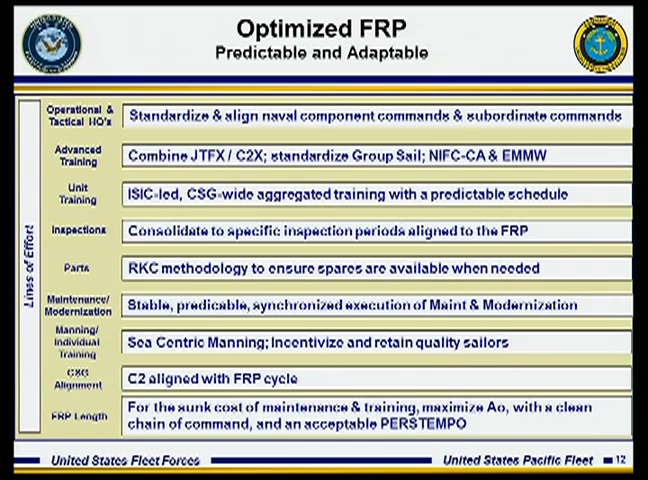 Optimized FRP
Predictable and Adaptable
Lines of Effort
Operational &
Tactical HQ's
Standardize & align naval component commands & subordinate commands
Advanced
Training
Combine JTFX / C2X; standardize Group Sail; NIFC-CA & EMMW
Unit
Training
ISIC-led, CSG-wide aggregated training with a predictable schedule
Inspections
Consolidate to specific inspection periods aligned to the FRP
Parts
RKC methodology to ensure spares are available when needed
Maintenance/
Modernization
Stable, predicable, synchronized execution of Maint & Modernization
Manning/
Individual
Training
Sea Centric Manning; Incentivize and retain quality sailors
CSG
Alignment
C2 aligned with FRP cycle
FRP Length
For the sunk cost of maintenance & training, maximize Ao, with a clean
chain of command, and an acceptable PERSTEMPO
United States Fleet Forces
United States Pacific Fleet
12